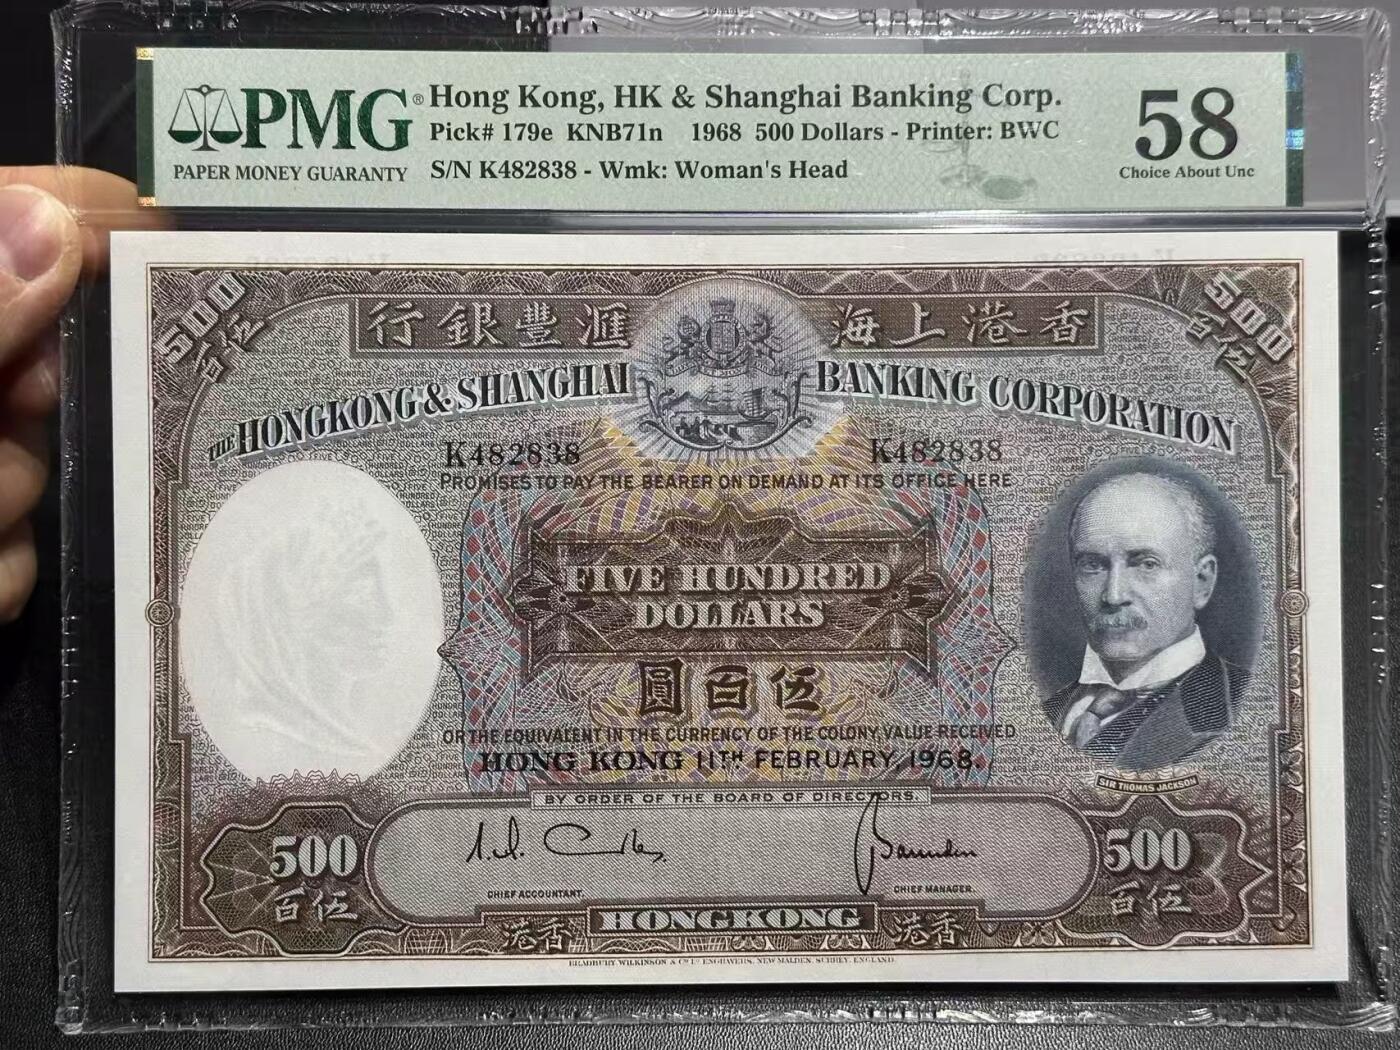 PMG®
PAPER MONEY GUARANTY
Hong Kong, HK & Shanghai Banking Corp.
Pick# 179e KNB71n 1968 500 Dollars - Printer: BWC
S/N K482838 - Wmk: Woman's Head
58
Choice About Unc
500
百伍
行銀豐滙 海上港香
500
百伍
THE HONGKONG & SHANGHAI BANKING CORPORATION
K482838 K482838
PROMISES TO PAY THE BEARER ON DEMAND AT ITS OFFICE HERE
FIVE HUNDRED
DOLLARS
圓百伍
OR THE EQUIVALENT IN THE CURRENCY OF THE COLONY, VALUE RECEIVED
HONG KONG 11TH FEBRUARY, 1968.
SIR THOMAS JACKSON
BY ORDER OF THE BOARD OF DIRECTORS.
500
百伍
CHIEF ACCOUNTANT.
CHIEF MANAGER.
500
百伍
港香 HONGKONG 港香
BRADBURY, WILKINSON & Co Ld ENGRAVERS, NEW MALDEN, SURREY, ENGLAND.